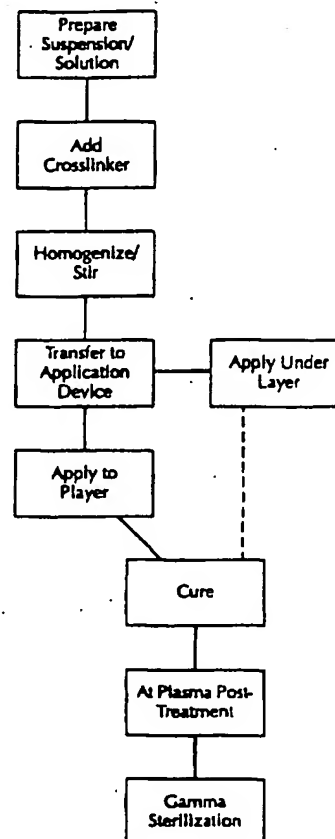 Prepare
Suspension/
Solution
Add
Crosslinker
Homogenize/
Stir
Transfer to
Application
Device
Apply Under
Layer
Apply to
Player
Cure
At Plasma Post-
Treatment
Gamma
Sterilization